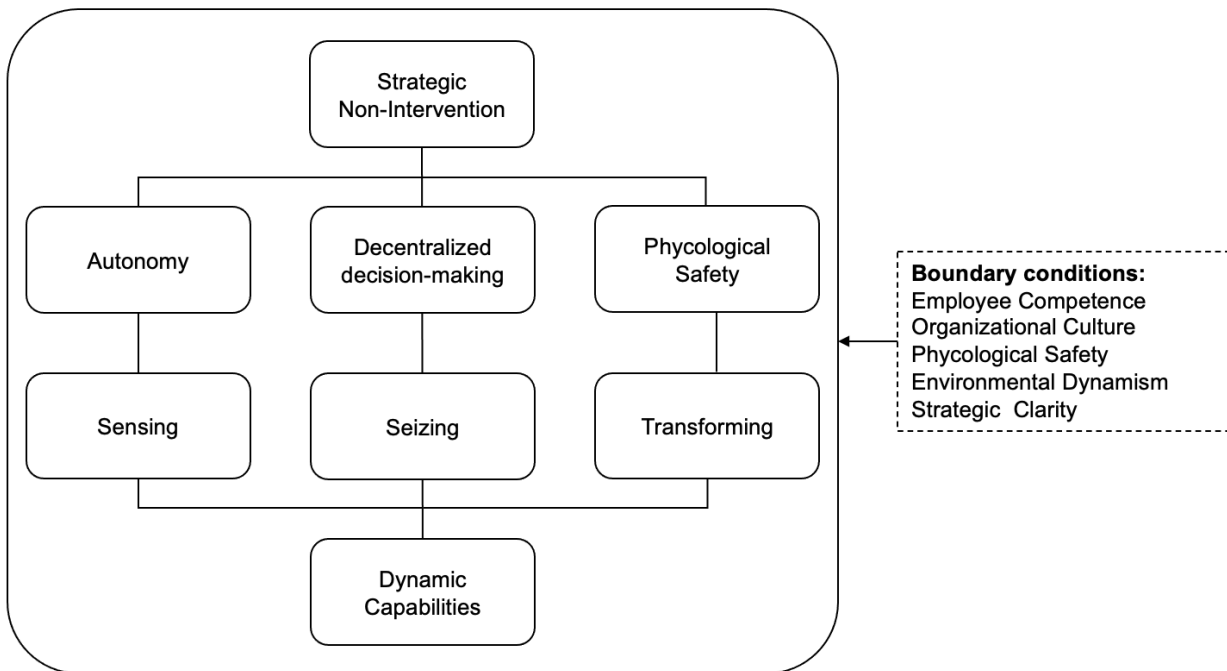 Strategic
Non-Intervention
Autonomy
Decentralized
decision-making
Phycological
Safety
Sensing
Seizing
Transforming
Dynamic
Capabilities
Boundary conditions:
Employee Competence
Organizational Culture
Phycological Safety
Environmental Dynamism
Strategic  Clarity